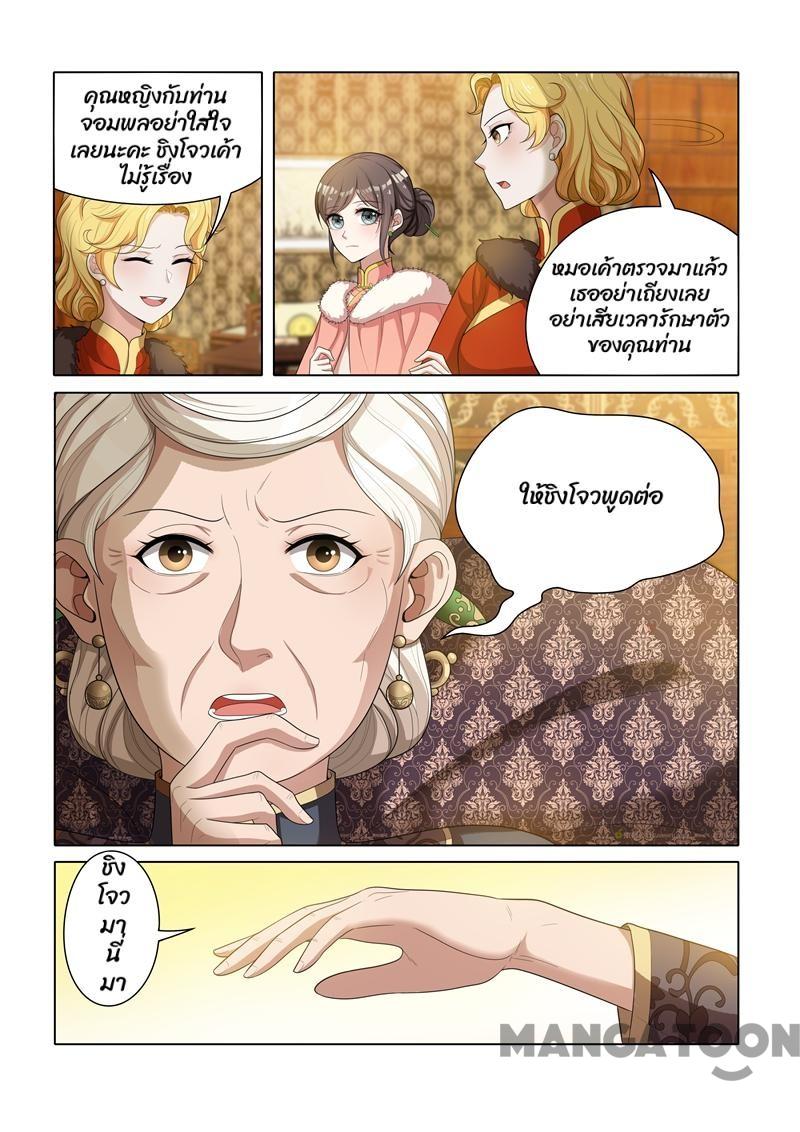 คุณหญิงกับท่าน
จอมพลอย่าใส่ใจ
เลยนะคะ ชิงโจวเค้า
ไม่รู้เรื่อง
หมอเค้าตรวจมาแล้ว
เธออย่าเถียงเลย
อย่าเสียเวลารักษาตัว
ของคุณท่าน
ให้ชิงโจวพูดต่อ
ชิง
โจว
มา
นี่
มา
MANGATOON